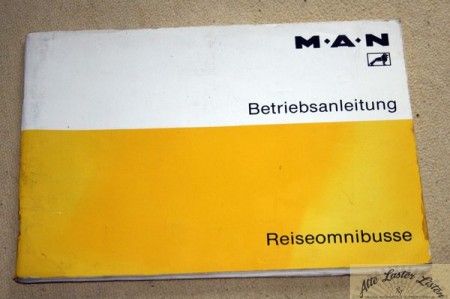 M·A·N
Betriebsanleitung
Reiseomnibusse
Alte Laster Listen